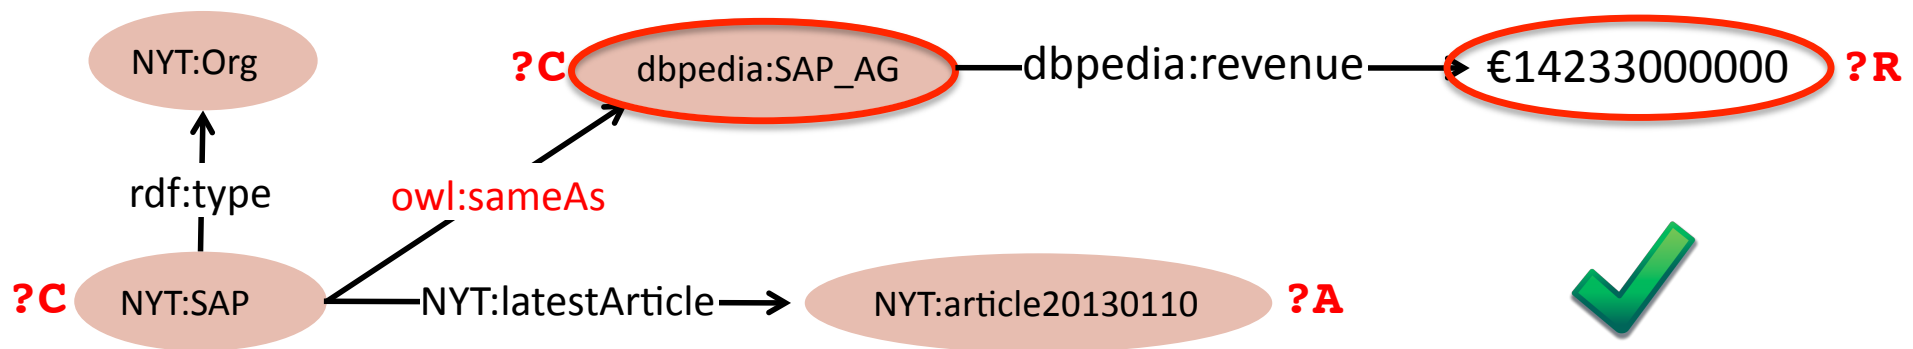 NYT:Org
?C dbpedia:SAP_AG dbpedia:revenue €14233000000 ?R
rdf:type owl:sameAs
?C NYT:SAP NYT:latestArticle NYT:article20130110 ?A